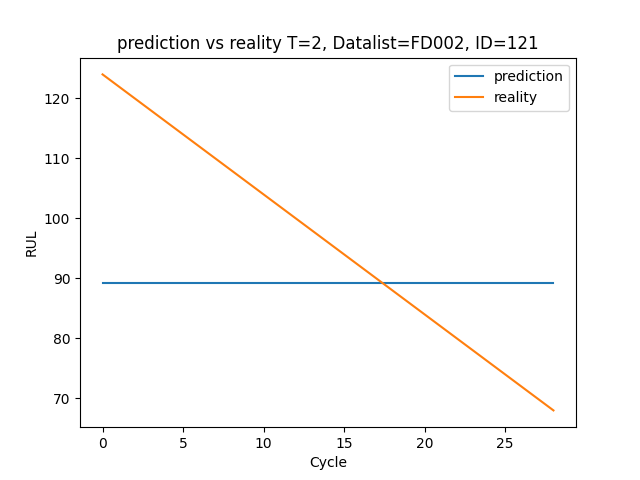 prediction vs reality T=2, Datalist=FD002, ID=121
prediction
reality
120
110
100
90
80
70
RUL
0 5 10 15 20 25
Cycle